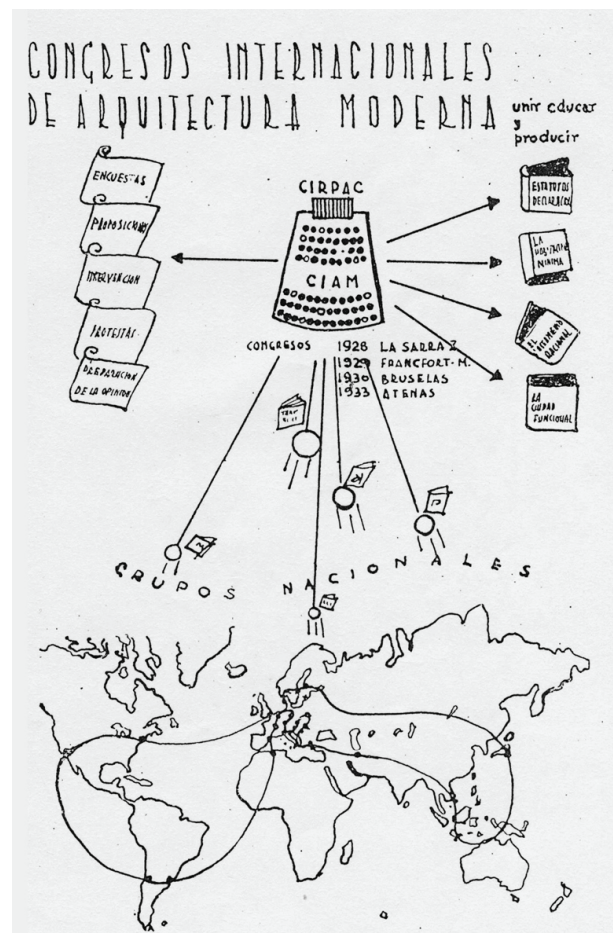 CONGRESOS INTERNACIONALES
DE ARQUITECTURA MODERNA
unir educar
y
producir
ENCUESTAS
PROPOSICIONES
INTERVENCION
PROTESTAS
PREPARACION
DE LA OPINION
CIRPAC
CIAM
ESTATUTOS
LA
MINIMA
RACIONAL
LA
CIUDAD
FUNCIONAL
CONGRESOS 1928 LA SARRAZ
1929 FRANCFORT-M.
1930 BRUSELAS
1933 ATENAS
GRUPOS NACIONALES